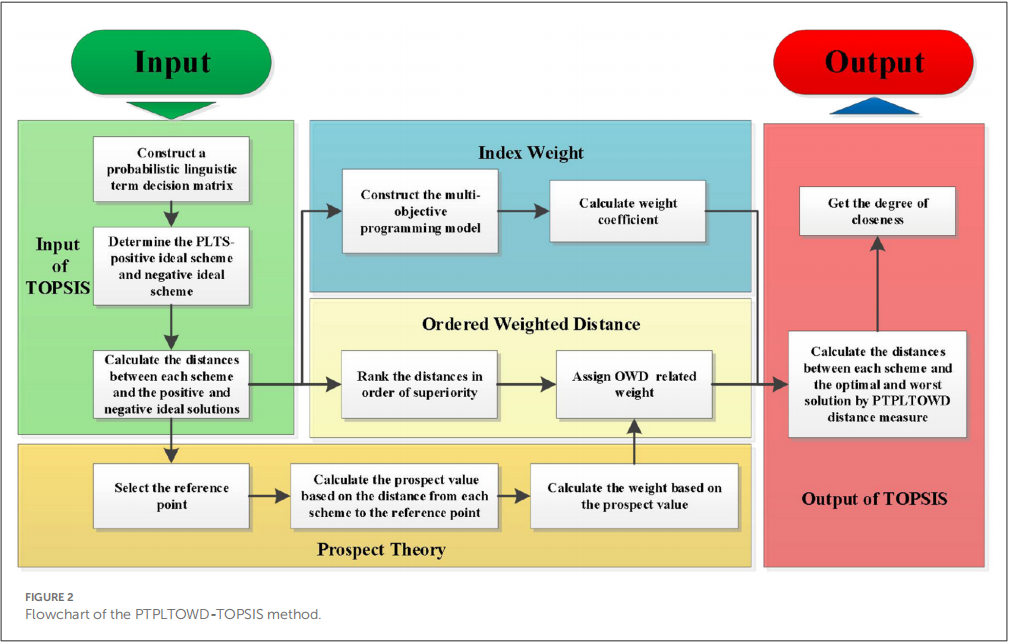 Input
Output
Construct a
probabilistic linguistic
term decision matrix
Input
of
TOPSIS
Determine the PLTS-
positive ideal scheme
and negative ideal
scheme
Calculate the distances
between each scheme
and the positive and
negative ideal solutions
Index Weight
Construct the multi-
objective
programming model
Calculate weight
coefficient
Ordered Weighted Distance
Rank the distances in
order of superiority
Assign OWD related
weight
Select the reference
point
Calculate the prospect value
based on the distance from each
scheme to the reference point
Calculate the weight based on
the prospect value
Prospect Theory
Get the degree of
closeness
Calculate the distances
between each scheme and
the optimal and worst
solution by PTPLTOWD
distance measure
Output of TOPSIS
FIGURE 2
Flowchart of the PTPLTOWD-TOPSIS method.